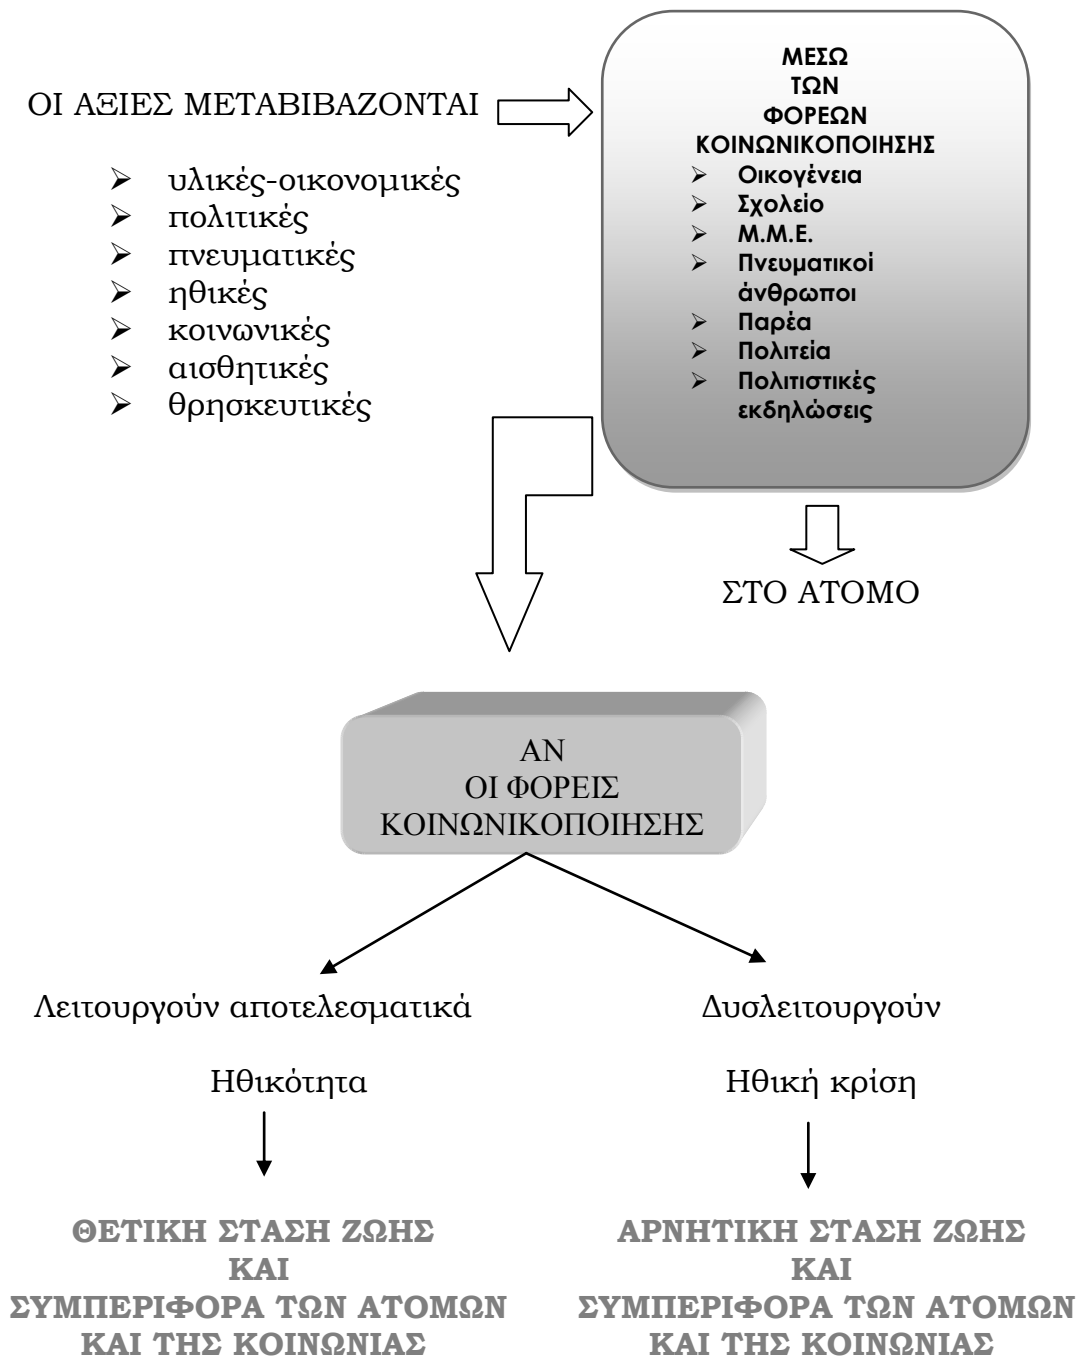 ΟΙ ΑΞΙΕΣ ΜΕΤΑΒΙΒΑΖΟΝΤΑΙ
➢ υλικές-οικονομικές
➢ πολιτικές
➢ πνευματικές
➢ ηθικές
➢ κοινωνικές
➢ αισθητικές
➢ θρησκευτικές
ΜΕΣΩ
ΤΩΝ
ΦΟΡΕΩΝ
ΚΟΙΝΩΝΙΚΟΠΟΙΗΣΗΣ
➢ Οικογένεια
➢ Σχολείο
➢ Μ.Μ.Ε.
➢ Πνευματικοί
άνθρωποι
➢ Παρέα
➢ Πολιτεία
➢ Πολιτιστικές
εκδηλώσεις
ΣΤΟ ΑΤΟΜΟ
ΑΝ
ΟΙ ΦΟΡΕΙΣ
ΚΟΙΝΩΝΙΚΟΠΟΙΗΣΗΣ
Λειτουργούν αποτελεσματικά
Ηθικότητα
ΘΕΤΙΚΗ ΣΤΑΣΗ ΖΩΗΣ
ΚΑΙ
ΣΥΜΠΕΡΙΦΟΡΑ ΤΩΝ ΑΤΟΜΩΝ
ΚΑΙ ΤΗΣ ΚΟΙΝΩΝΙΑΣ
Δυσλειτουργούν
Ηθική κρίση
ΑΡΝΗΤΙΚΗ ΣΤΑΣΗ ΖΩΗΣ
ΚΑΙ
ΣΥΜΠΕΡΙΦΟΡΑ ΤΩΝ ΑΤΟΜΩΝ
ΚΑΙ ΤΗΣ ΚΟΙΝΩΝΙΑΣ